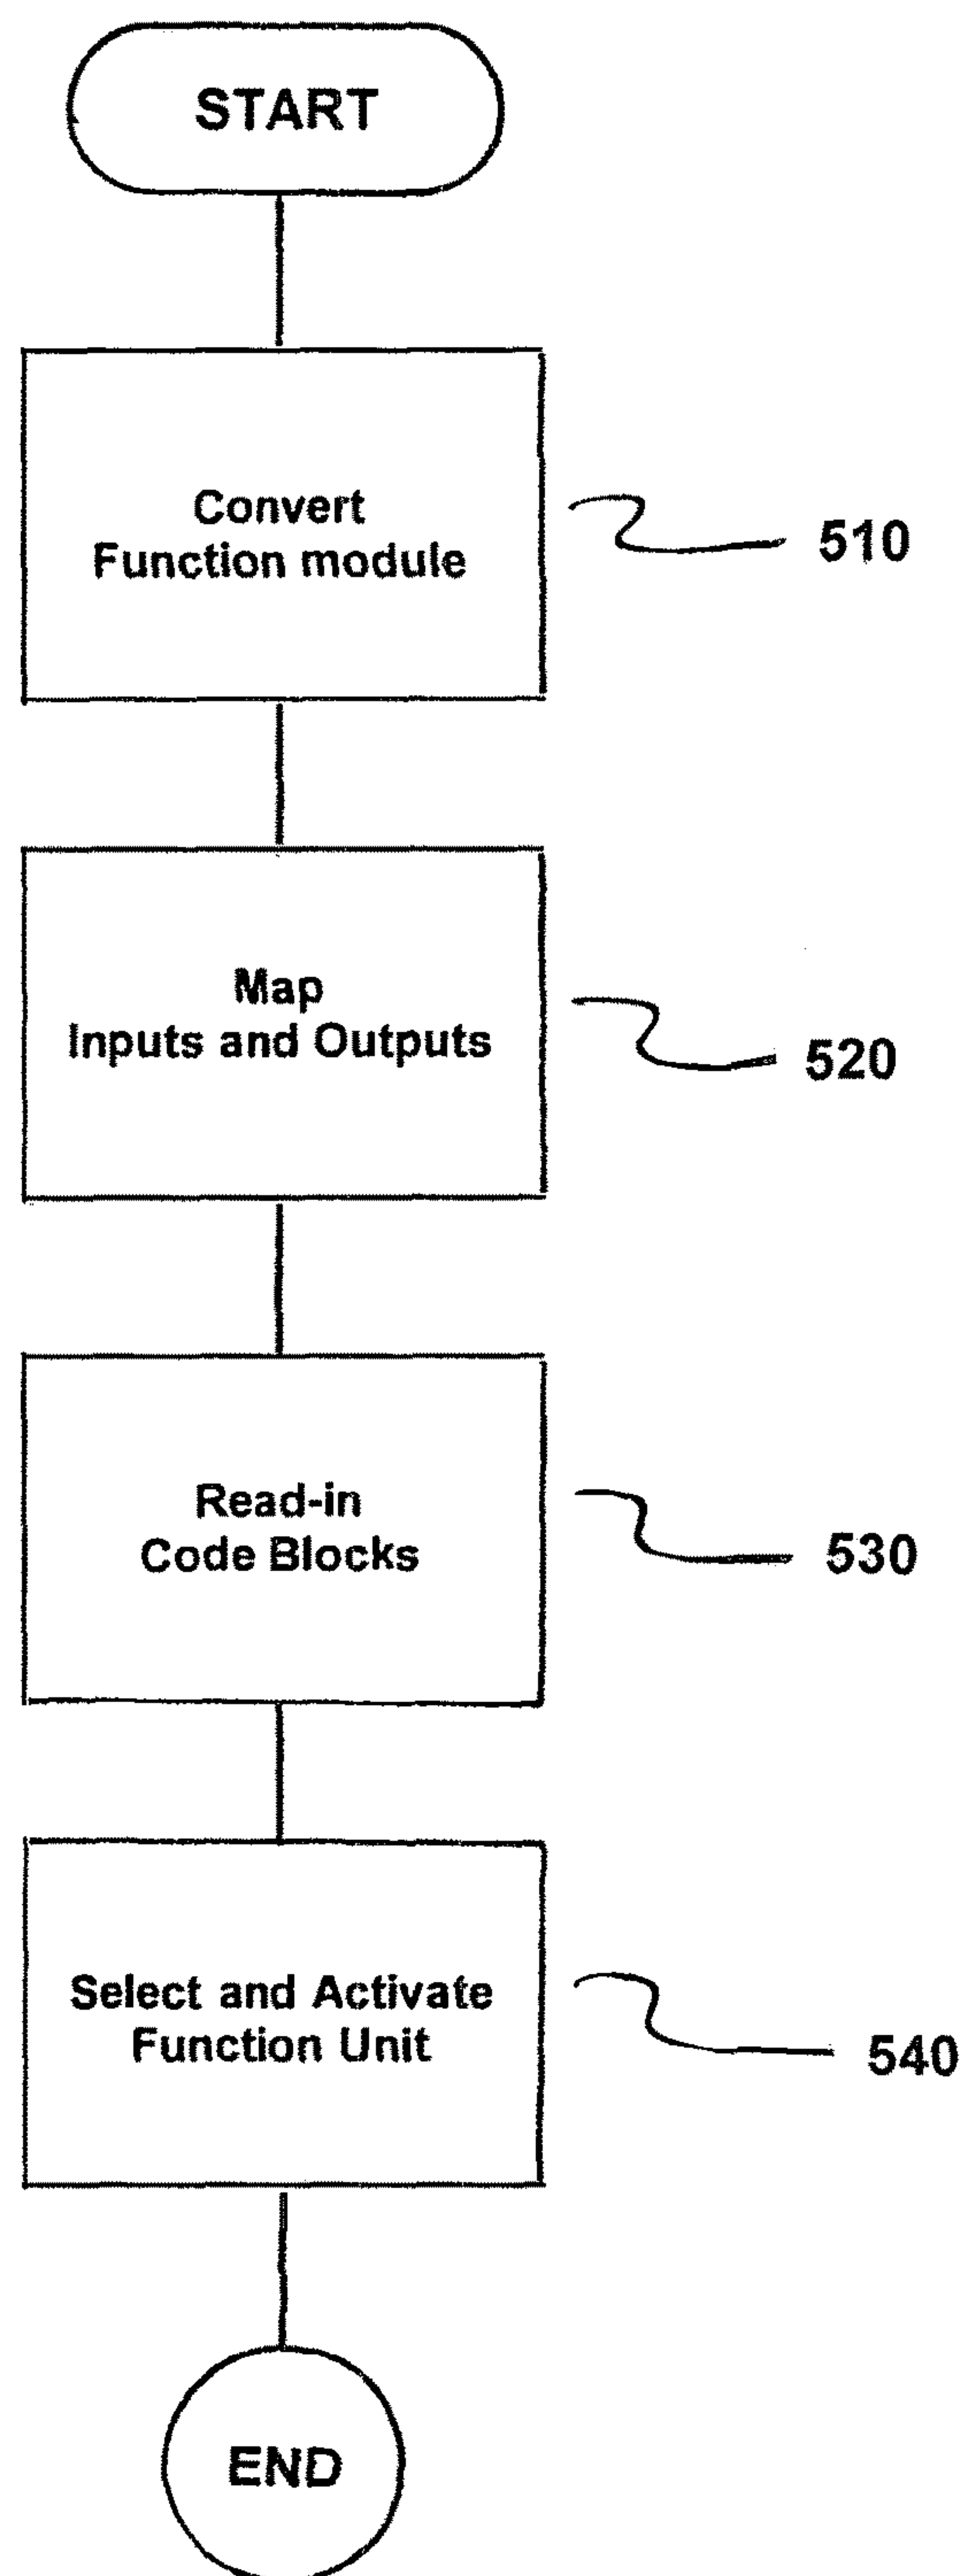 START
Convert
Function module
510
Map
Inputs and Outputs
520
Read-in
Code Blocks
530
Select and Activate
Function Unit
540
END